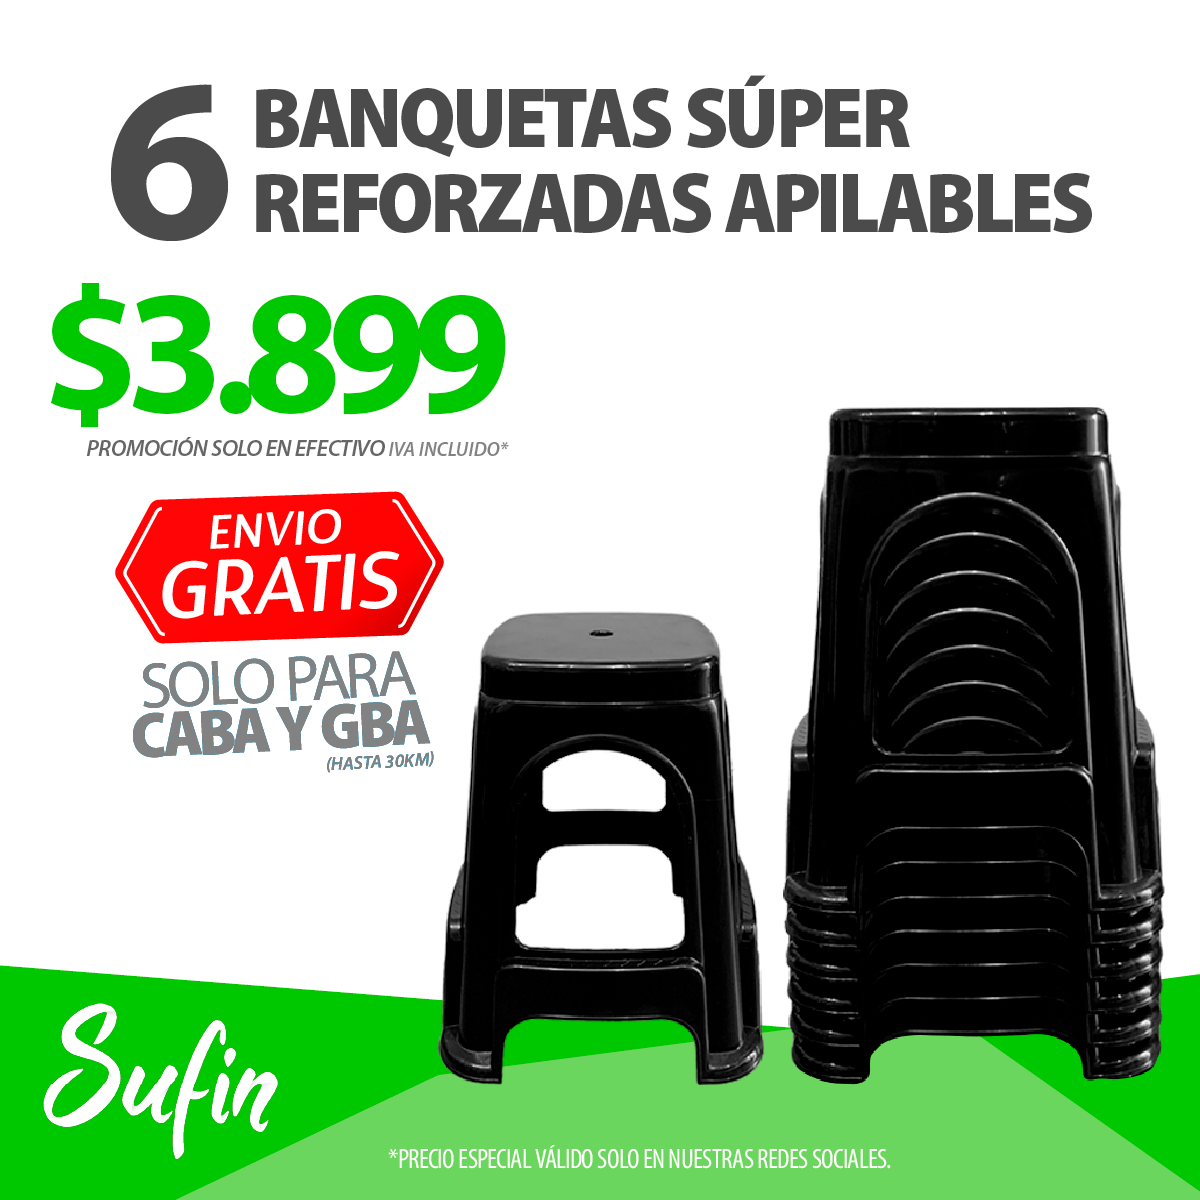 6 BANQUETAS SÚPER
REFORZADAS APILABLES
$3.899
PROMOCIÓN SOLO EN EFECTIVO IVA INCLUIDO*
ENVIO
GRATIS
SOLO PARA
CABA Y GBA
(HASTA 30KM)
Sufin
*PRECIO ESPECIAL VÁLIDO SOLO EN NUESTRAS REDES SOCIALES.